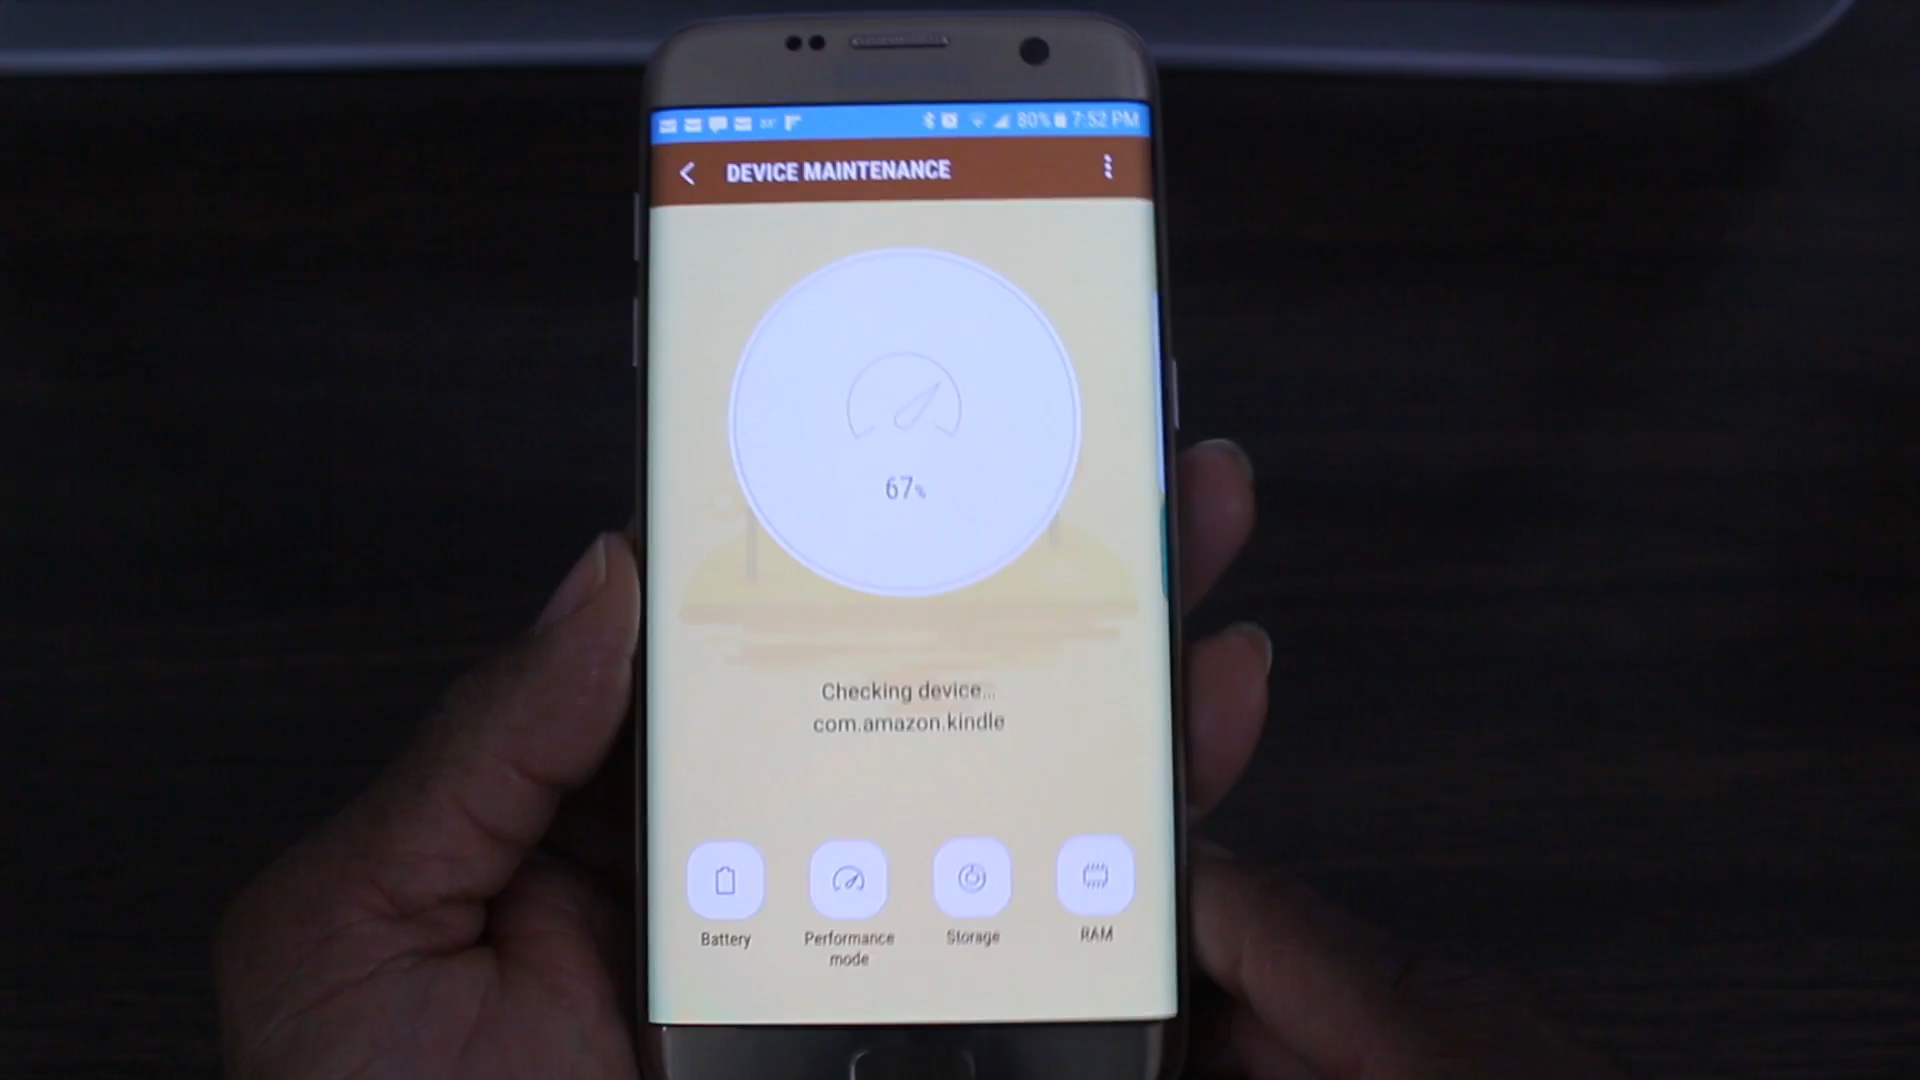 80% 7:52 PM
DEVICE MAINTENANCE
67%
Checking device...
com.amazon.kindle
Battery
Performance
mode
Storage
RAM